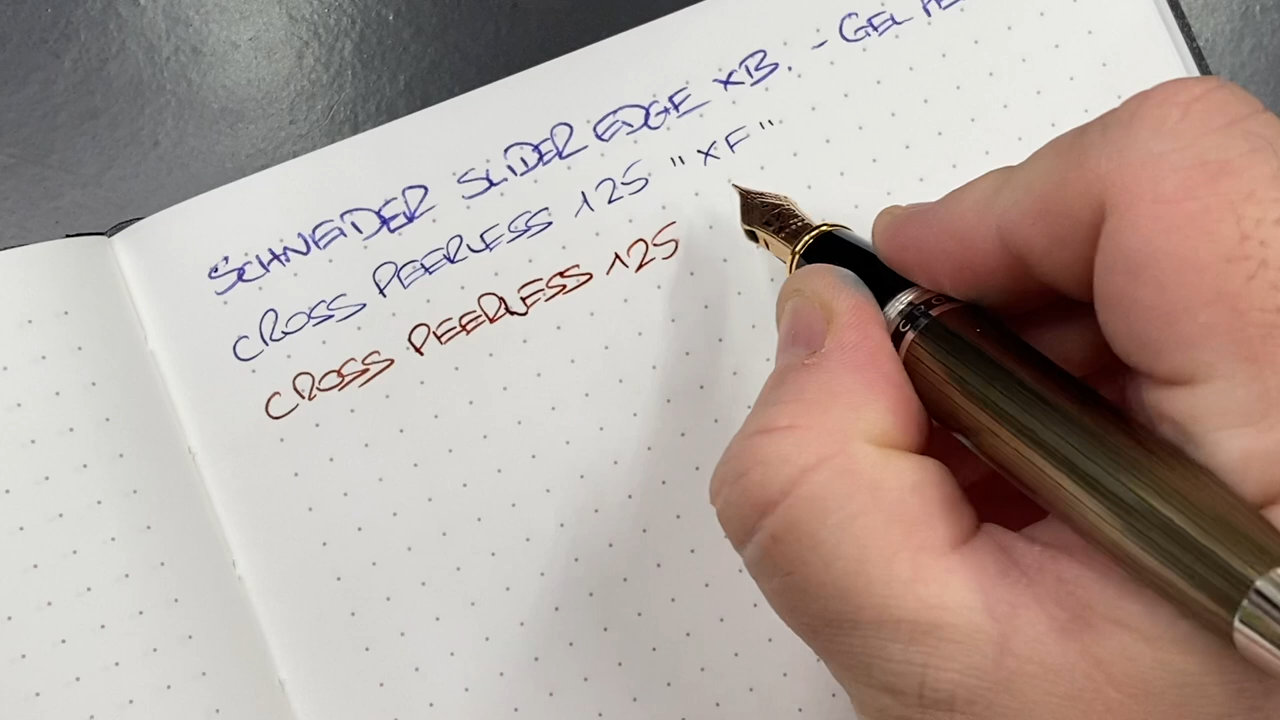 SCHNEIDER SLIDER EDGE XB. - GEL
CROSS PEERLESS 125 "XF"
CROSS PEERLESS 125